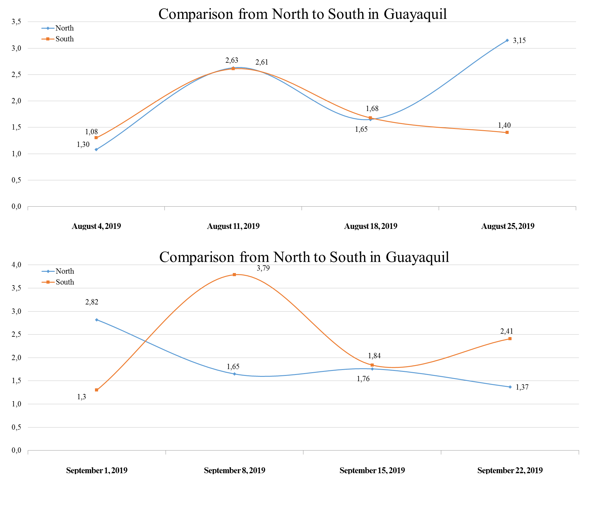 Comparison from North to South in Guayaquil
3,5
North
South
3,15
3,0
2,63
2,61
2,5
2,0
1,68
1,65
1,5
1,08
1,30
1,40
1,0
0,5
0,0
August 4, 2019
August 11, 2019
August 18, 2019
August 25, 2019
Comparison from North to South in Guayaquil
4,0
North
South
3,79
3,5
3,0
2,82
2,5
2,41
2,0
1,65
1,84
1,76
1,5
1,3
1,37
1,0
0,5
0,0
September 1, 2019
September 8, 2019
September 15, 2019
September 22, 2019